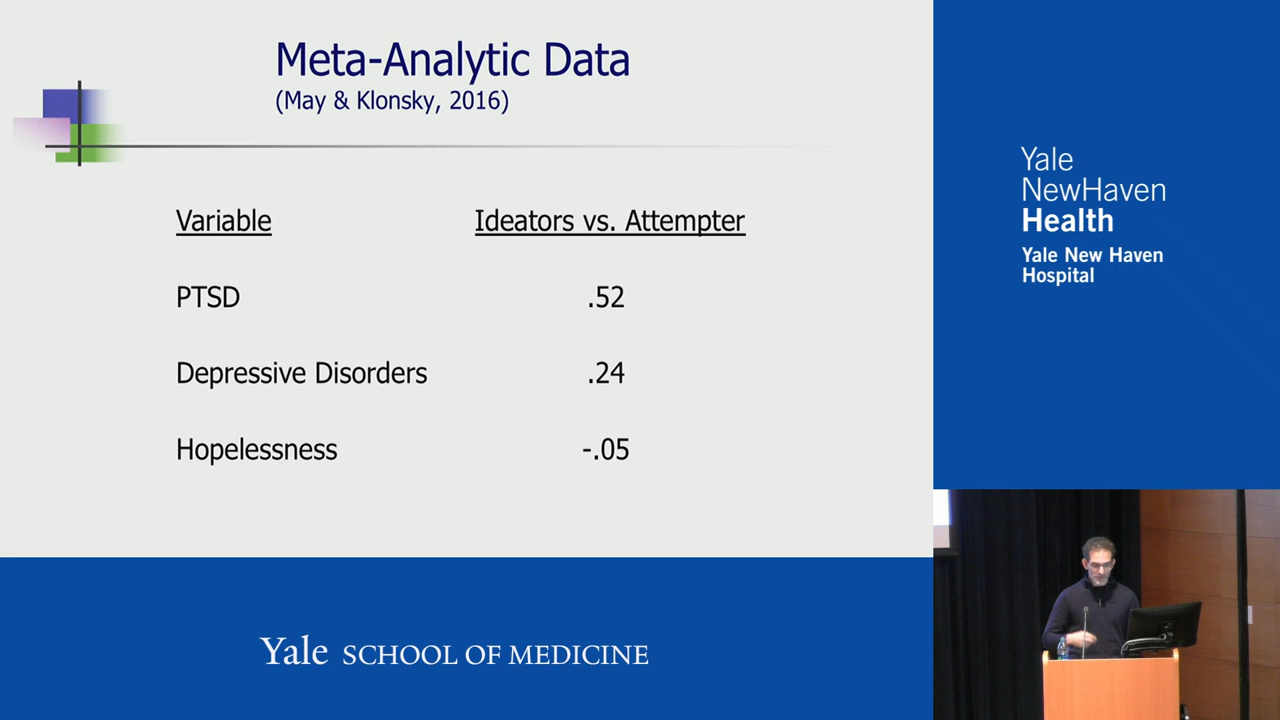 Meta-Analytic Data
(May & Klonsky, 2016)
Variable Ideators vs. Attempter
PTSD .52
Depressive Disorders .24
Hopelessness -.05
Yale
NewHaven
Health
Yale New Haven
Hospital
Yale SCHOOL OF MEDICINE